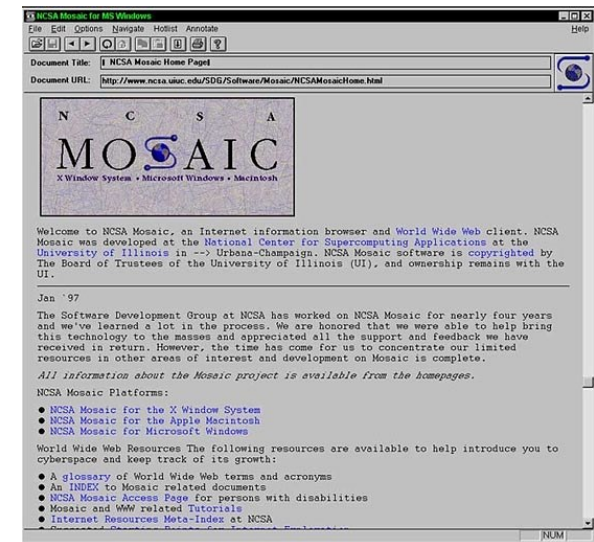 NCSA Mosaic for MS Windows
File Edit Options Navigate Hotlist Annotate Help
Document Title: NCSA Mosaic Home Page
Document URL: http://www.ncsa.uiuc.edu/SDG/Software/Mosaic/NCSAMosaicHome.html
N C S A
MOSAIC
X Window System • Microsoft Windows • Macintosh
Welcome to NCSA Mosaic, an Internet information browser and World Wide Web client. NCSA
Mosaic was developed at the National Center for Supercomputing Applications at the
University of Illinois in --> Urbana-Champaign. NCSA Mosaic software is copyrighted by
The Board of Trustees of the University of Illinois (UI), and ownership remains with the
UI.
Jan `97
The Software Development Group at NCSA has worked on NCSA Mosaic for nearly four years
and we've learned a lot in the process. We are honored that we were able to help bring
this technology to the masses and appreciated all the support and feedback we have
received in return. However, the time has come for us to concentrate our limited
resources in other areas of interest and development on Mosaic is complete.
All information about the Mosaic project is available from the homepages.
NCSA Mosaic Platforms:
● NCSA Mosaic for the X Window System
● NCSA Mosaic for the Apple Macintosh
● NCSA Mosaic for Microsoft Windows
World Wide Web Resources The following resources are available to help introduce you to
cyberspace and keep track of its growth:
● A glossary of World Wide Web terms and acronyms
● An INDEX to Mosaic related documents
● NCSA Mosaic Access Page for persons with disabilities
● Mosaic and WWW related Tutorials
● Internet Resources Meta-Index at NCSA
● Suggested Starting Points for Internet Exploration
NUM